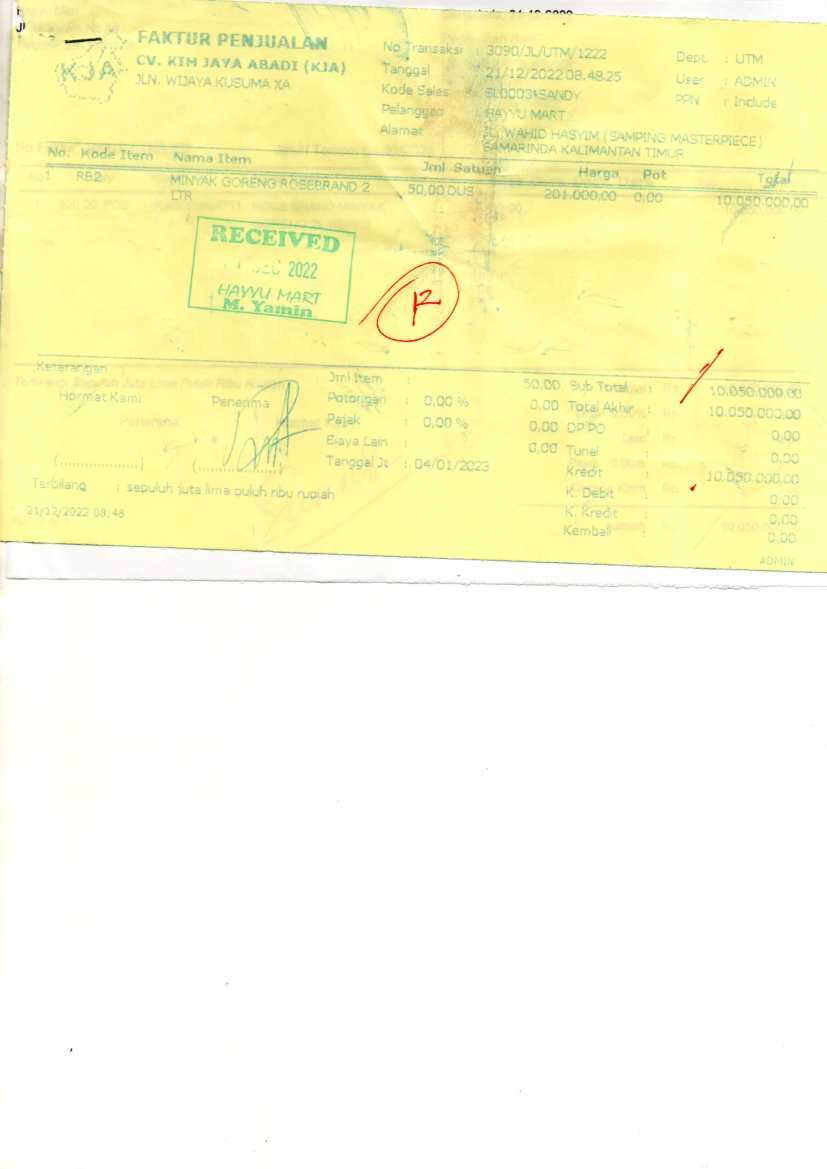 FAKTUR PENJUALAN
KJA
CV. KIM JAYA ABADI (KJA)
JLN. WIJAYA KUSUMA XA
No Transaksi : 3090/JL/UTM/1222
Tanggal : 21/12/2022 08.48.25
Kode Sales : SL0003\SANDY
Pelanggan : HAYYU MART
Alamat : JL. WAHID HASYIM (SAMPING MASTERPIECE)
SAMARINDA KALIMANTAN TIMUR
Dept. : UTM
User : ADMIN
PPN : Include
No. Kode Item Nama Item Jml Satuan Harga Pot Total
1 RB2 MINYAK GORENG ROSEBRAND 2 50,00 DUS 201.000,00 0,00 10,050.000,00
LTR
RECEIVED
DEC 2022
HAYYU MART
M. Yamin
Keterangan :
Hormat Kami Penerima
(..................) (..................)
Jml Item : 50,00
Potongan : 0,00 % 0,00
Pajak : 0,00 % 0,00
Biaya Lain : 0,00
Tanggal Jt : 04/01/2023
Sub Total : 10.050.000,00
Total Akhir : 10.050.000,00
DP PO : 0,00
Tunai : 0,00
Kredit : 10.050.000,00
K. Debit : 0,00
K. Kredit : 0,00
Kembali : 0,00
Terbilang : sepuluh juta lima puluh ribu rupiah
21/12/2022 08:48
ADMIN